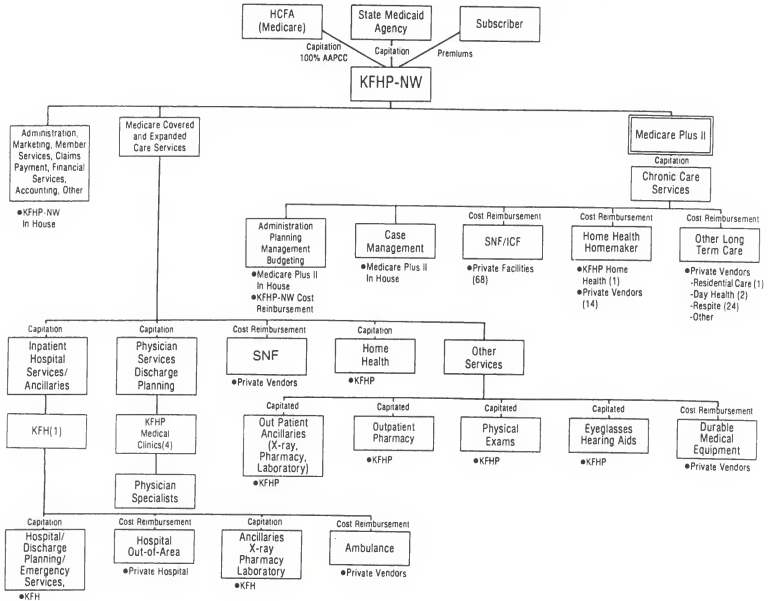 HCFA
(Medicare)
State Medicaid
Agency
Subscriber
Capitation
100% AAPCC
Capitation
Premiums
KFHP-NW
Administration,
Marketing, Member
Services, Claims
Payment, Financial
Services,
Accounting, Other
●KFHP-NW
In House
Medicare Covered
and Expanded
Care Services
Medicare Plus II
Capitation
Chronic Care
Services
Administration
Planning
Management
Budgeting
●Medicare Plus II
In House
●KFHP-NW Cost
Reinbursement
Case
Management
●Medicare Plus II
In House
Cost Reimbursement
SNF/ICF
●Private Facilities
(68)
Cost Reimbursement
Home Health
Homemaker
●KFHP Home
Health (1)
●Private Vendors
(14)
Cost Reimbursement
Other Long
Term Care
●Private Vendors
-Residential Care (1)
-Day Health (2)
-Respite (24)
-Other
Capitation
Inpatient
Hospital
Services/
Ancillaries
KFH(1)
Capitation
Physician
Services
Discharge
Planning
KFHP
Medical
Clinics(4)
Physician
Specialists
Cost Reimbursement
SNF
●Private Vendors
Capitation
Home
Health
●KFHP
Other
Services
Capitated
Out Patient
Ancillaries
(X-ray,
Pharmacy,
Laboratory)
●KFHP
Capitated
Outpatient
Pharmacy
●KFHP
Capitated
Physical
Exams
●KFHP
Capitated
Eyeglasses
Hearing Aids
●KFHP
Cost Reimbursement
Durable
Medical
Equipment
●Private Vendors
Capitation
Hospital/
Discharge
Planning/
Emergency
Services,
●KFH
Cost Reimbursement
Hospital
Out-of-Area
●Private Hospital
Capitation
Ancillaries
X-ray
Pharmacy
Laboratory
●KFH
Cost Reimbursement
Ambulance
●Private Vendors